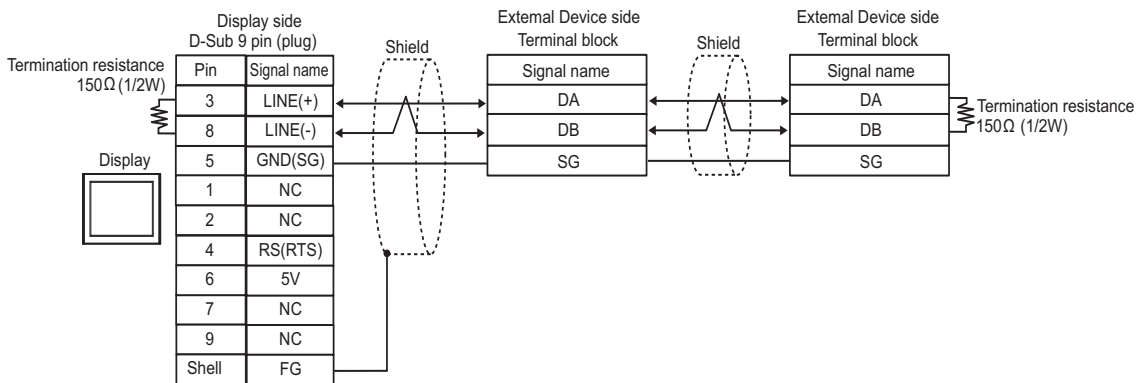 Display side
D-Sub 9 pin (plug)
Termination resistance
150Ω (1/2W)
Display
Pin Signal name
3 LINE(+)
8 LINE(-)
5 GND(SG)
1 NC
2 NC
4 RS(RTS)
6 5V
7 NC
9 NC
Shell FG
Shield
External Device side
Terminal block
Signal name
DA
DB
SG
Shield
External Device side
Terminal block
Signal name
DA
DB
SG
Termination resistance
150Ω (1/2W)